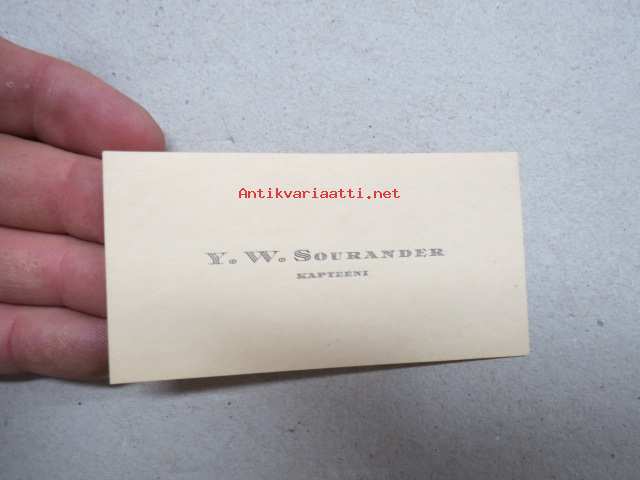 Antikvariaatti.net
Y. W. Sourander
KAPTEENI